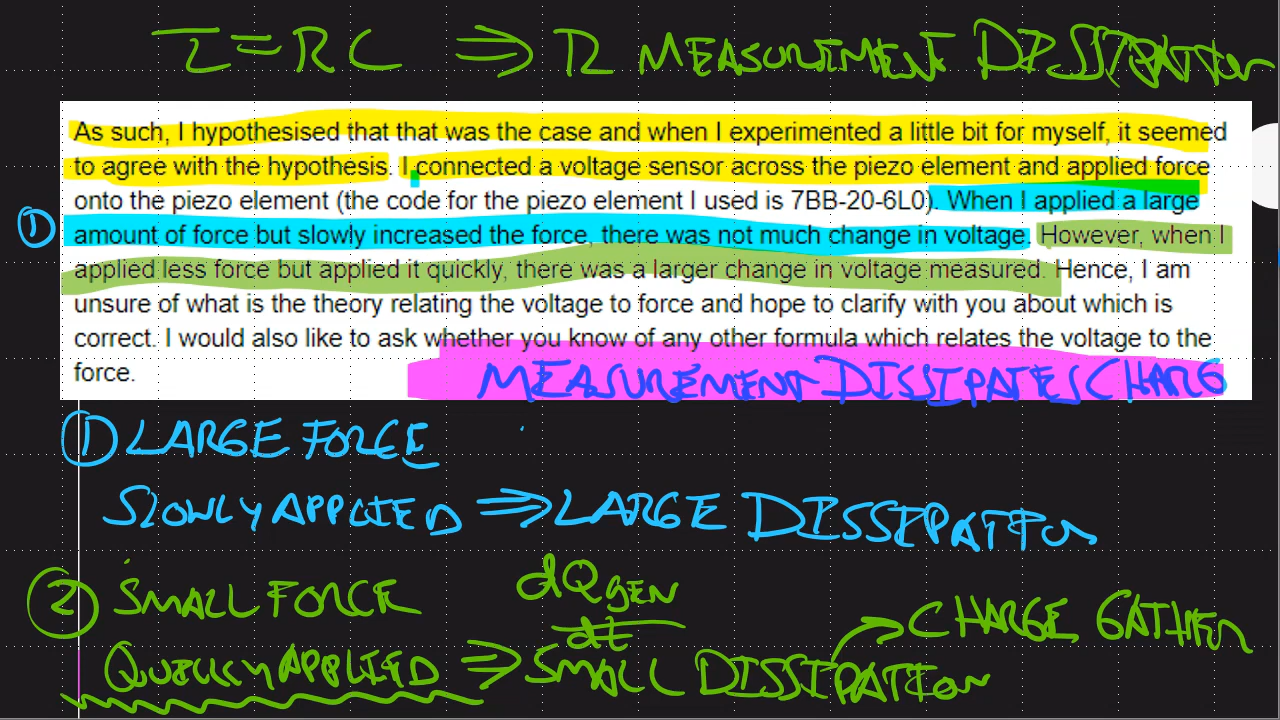 τ = RC ⇒ R MEASUREMENT DISSIPATION
As such, I hypothesised that that was the case and when I experimented a little bit for myself, it seemed
to agree with the hypothesis. I connected a voltage sensor across the piezo element and applied force
onto the piezo element (the code for the piezo element I used is 7BB-20-6L0). When I applied a large
① amount of force but slowly increased the force, there was not much change in voltage. However, when I
applied less force but applied it quickly, there was a larger change in voltage measured. Hence, I am
unsure of what is the theory relating the voltage to force and hope to clarify with you about which is
correct. I would also like to ask whether you know of any other formula which relates the voltage to the
force.
MEASUREMENT DISSIPATES CHARG
① LARGE FORCE
SLOWLY APPLIED ⇒ LARGE DISSIPATION
② SMALL FORCE dQgEN/dt → CHARGE GATHER
QUICKLY APPLIED ⇒ SMALL DISSIPATION